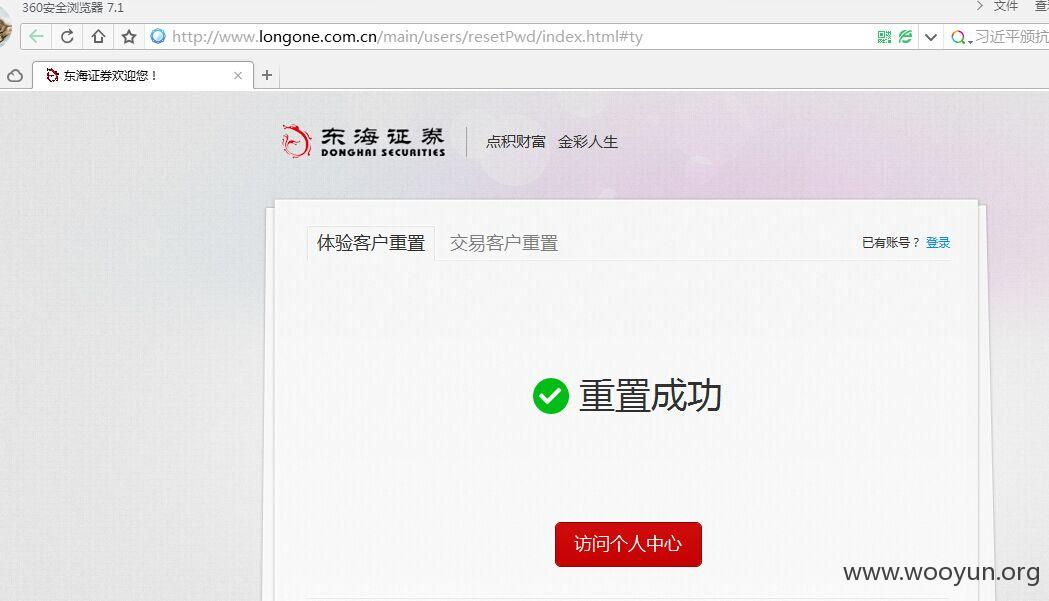 360安全浏览器 7.1
文件
http://www.longone.com.cn/main/users/resetPwd/index.html#ty
习近平颁抗
东海证券欢迎您！
东海证券
DONGHAI SECURITIES
点积财富 金彩人生
体验客户重置 交易客户重置
已有账号？ 登录
重置成功
访问个人中心
www.wooyun.org